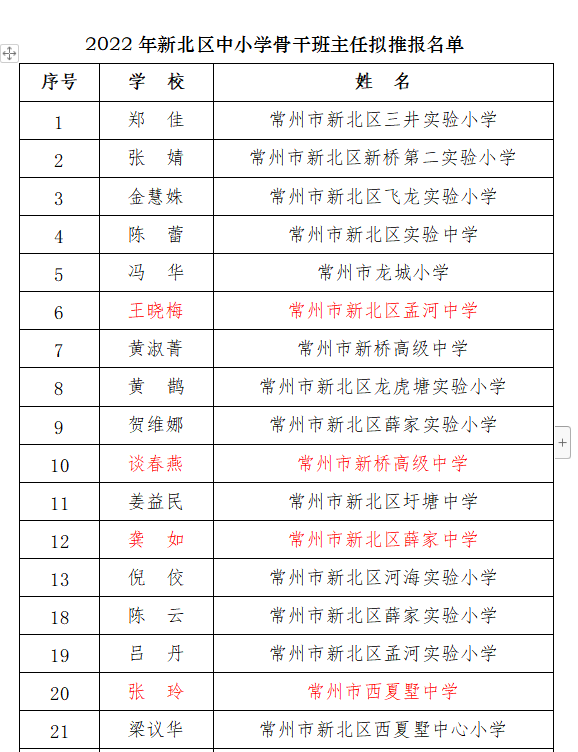 2022 年新北区中小学骨干班主任拟推报名单
序号 学 校 姓 名
1 郑 佳 常州市新北区三井实验小学
2 张 婧 常州市新北区新桥第二实验小学
3 金慧姝 常州市新北区飞龙实验小学
4 陈 蕾 常州市新北区实验中学
5 冯 华 常州市龙城小学
6 王晓梅 常州市新北区孟河中学
7 黄淑菁 常州市新桥高级中学
8 黄 鹊 常州市新北区龙虎塘实验小学
9 贺维娜 常州市新北区薛家实验小学
10 谈春燕 常州市新桥高级中学
11 姜益民 常州市新北区圩塘中学
12 龚 如 常州市新北区薛家中学
13 倪 佼 常州市新北区河海实验小学
18 陈 云 常州市新北区薛家实验小学
19 吕 丹 常州市新北区孟河实验小学
20 张 玲 常州市西夏墅中学
21 梁议华 常州市新北区西夏墅中心小学